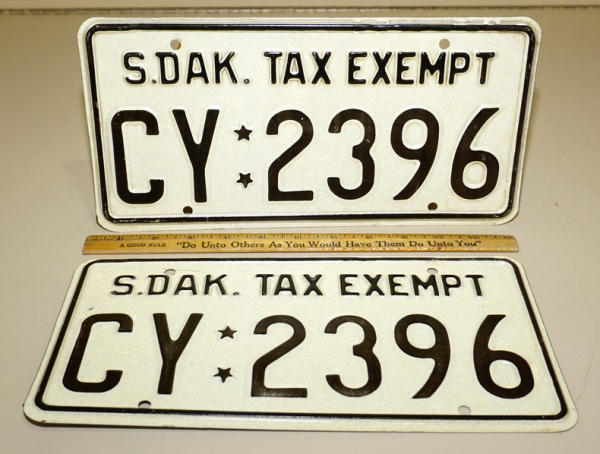 S.DAK. TAX EXEMPT
CY ★★ 2396
A GOOD RULE "Do Unto Others As You Would Have Them Do Unto You"
S.DAK. TAX EXEMPT
CY ★★ 2396